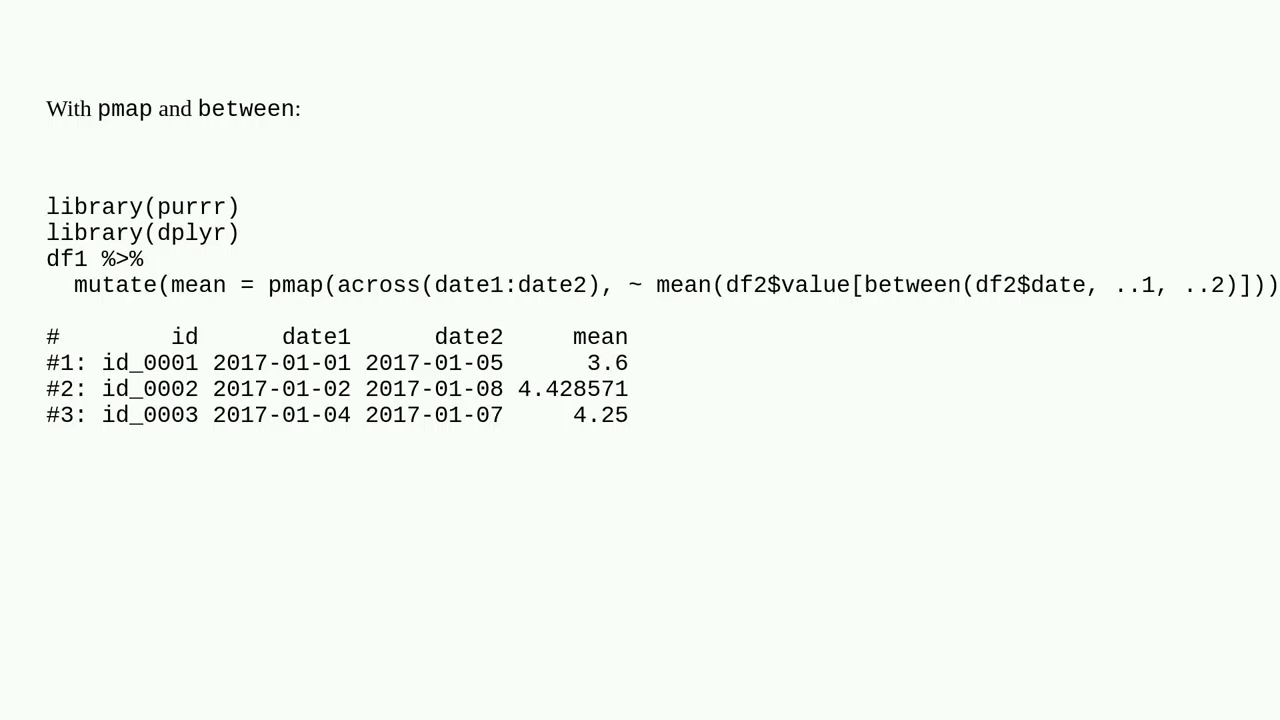 With pmap and between:
library(purrr)
library(dplyr)
df1 %>%
  mutate(mean = pmap(across(date1:date2), ~ mean(df2$value[between(df2$date, ..1, ..2)]))
#        id      date1      date2     mean
#1: id_0001 2017-01-01 2017-01-05      3.6
#2: id_0002 2017-01-02 2017-01-08 4.428571
#3: id_0003 2017-01-04 2017-01-07     4.25